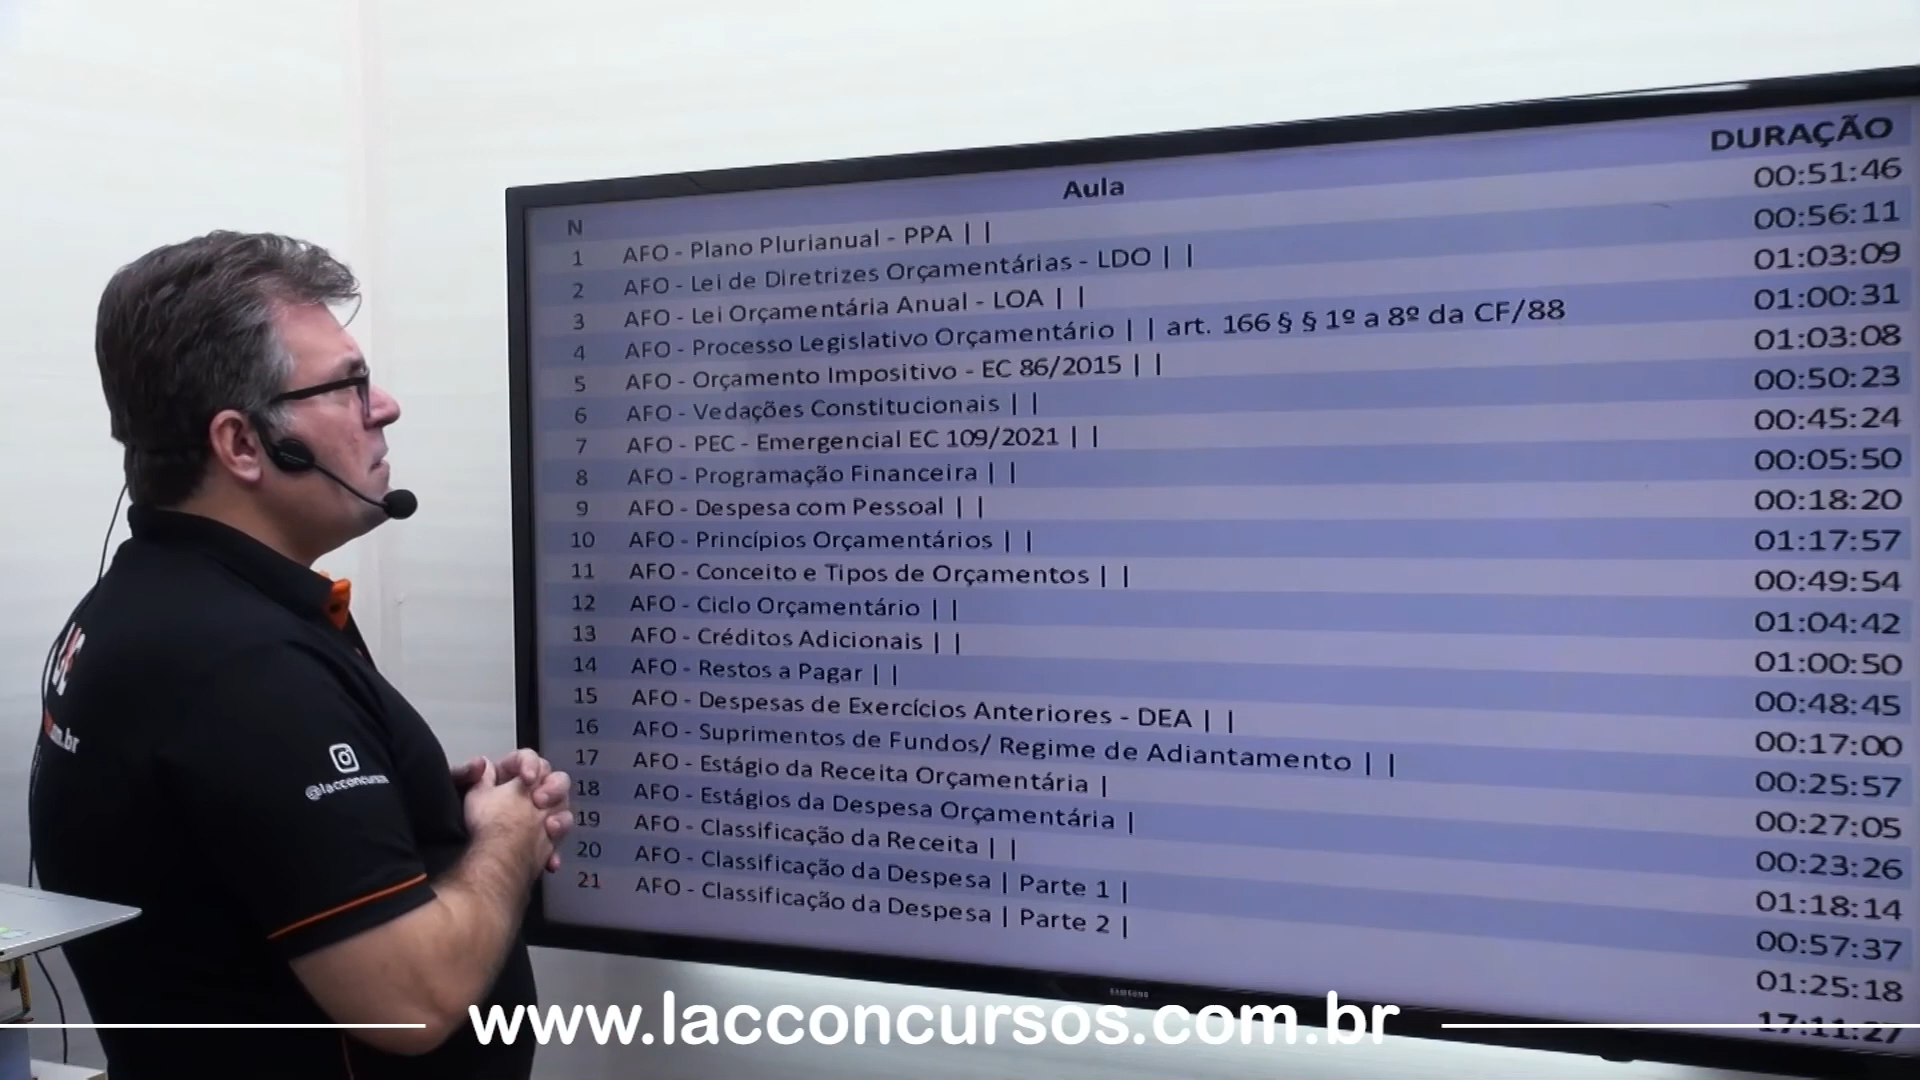 N Aula DURAÇÃO
1 AFO - Plano Plurianual - PPA | | 00:51:46
2 AFO - Lei de Diretrizes Orçamentárias - LDO | | 00:56:11
3 AFO - Lei Orçamentária Anual - LOA | | 01:03:09
4 AFO - Processo Legislativo Orçamentário | | art. 166 § § 1º a 8º da CF/88 01:00:31
5 AFO - Orçamento Impositivo - EC 86/2015 | | 01:03:08
6 AFO - Vedações Constitucionais | | 00:50:23
7 AFO - PEC - Emergencial EC 109/2021 | | 00:45:24
8 AFO - Programação Financeira | | 00:05:50
9 AFO - Despesa com Pessoal | | 00:18:20
10 AFO - Princípios Orçamentários | | 01:17:57
11 AFO - Conceito e Tipos de Orçamentos | | 00:49:54
12 AFO - Ciclo Orçamentário | | 01:04:42
13 AFO - Créditos Adicionais | | 01:00:50
14 AFO - Restos a Pagar | | 00:48:45
15 AFO - Despesas de Exercícios Anteriores - DEA | | 00:17:00
16 AFO - Suprimentos de Fundos/ Regime de Adiantamento | | 00:25:57
17 AFO - Estágio da Receita Orçamentária | 00:27:05
18 AFO - Estágios da Despesa Orçamentária | 00:23:26
19 AFO - Classificação da Receita | | 01:18:14
20 AFO - Classificação da Despesa | Parte 1 | 00:57:37
21 AFO - Classificação da Despesa | Parte 2 | 01:25:18
17:11:27
SAMSUNG
@lacconcursos
www.lacconcursos.com.br